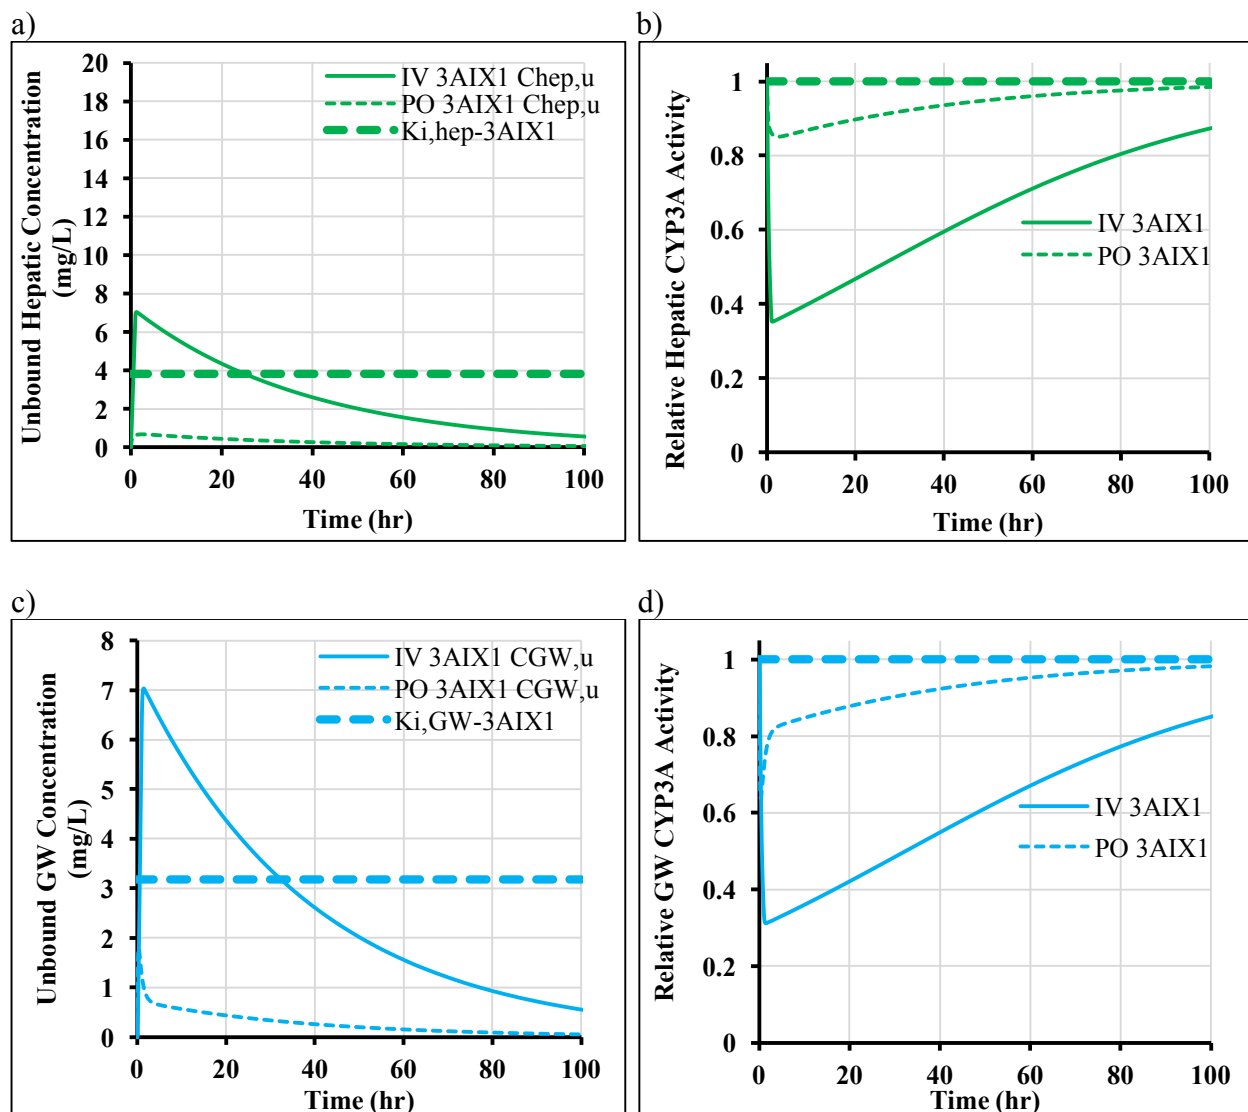 a)
Unbound Hepatic Concentration
(mg/L)
20
18
16
14
12
10
8
6
4
2
0
IV 3AIX1 Chep,u
PO 3AIX1 Chep,u
Ki,hep-3AIX1
0 20 40 60 80 100
Time (hr)
b)
Relative Hepatic CYP3A Activity
1
0.8
0.6
0.4
0.2
0
IV 3AIX1
PO 3AIX1
0 20 40 60 80 100
Time (hr)
c)
Unbound GW Concentration
(mg/L)
8
7
6
5
4
3
2
1
0
IV 3AIX1 CGW,u
PO 3AIX1 CGW,u
Ki,GW-3AIX1
0 20 40 60 80 100
Time (hr)
d)
Relative GW CYP3A Activity
1
0.8
0.6
0.4
0.2
0
IV 3AIX1
PO 3AIX1
0 20 40 60 80 100
Time (hr)